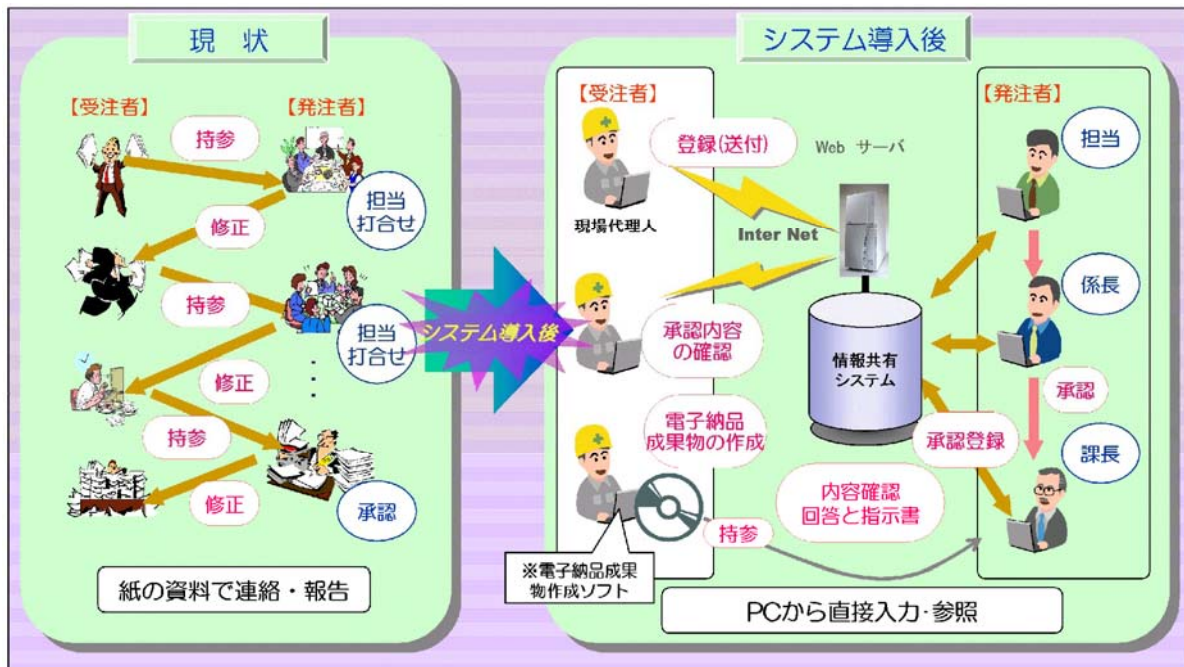 現 状
【受注者】
【発注者】
持参
担当
打合せ
修正
持参
担当
打合せ
修正
持参
修正
承認
紙の資料で連絡・報告
システム導入後
システム導入後
【受注者】
【発注者】
登録(送付)
Web サーバ
担当
現場代理人
Inter Net
係長
承認内容
の確認
情報共有
システム
承認
電子納品
成果物の作成
承認登録
課長
内容確認
回答と指示書
持参
※電子納品成果
物作成ソフト
PCから直接入力・参照